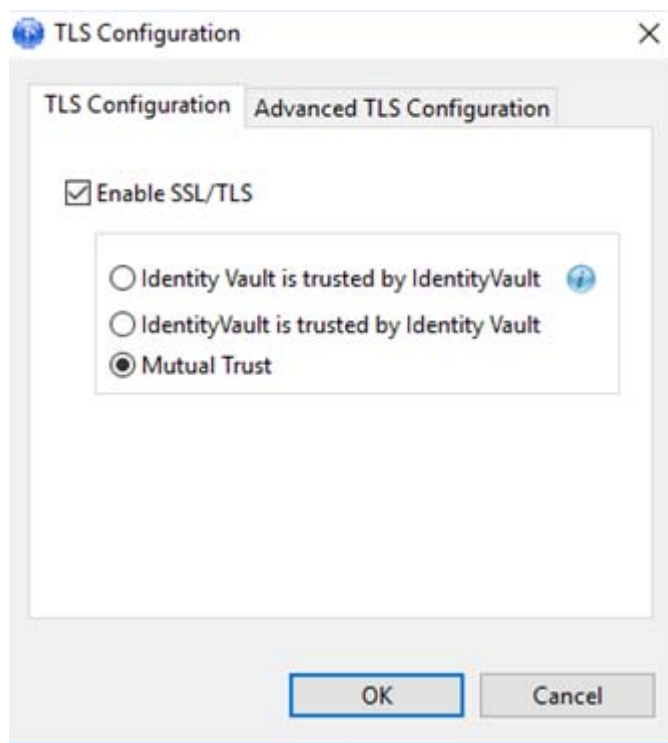 TLS Configuration
TLS Configuration
Advanced TLS Configuration
Enable SSL/TLS
Identity Vault is trusted by IdentityVault
IdentityVault is trusted by Identity Vault
Mutual Trust
OK
Cancel